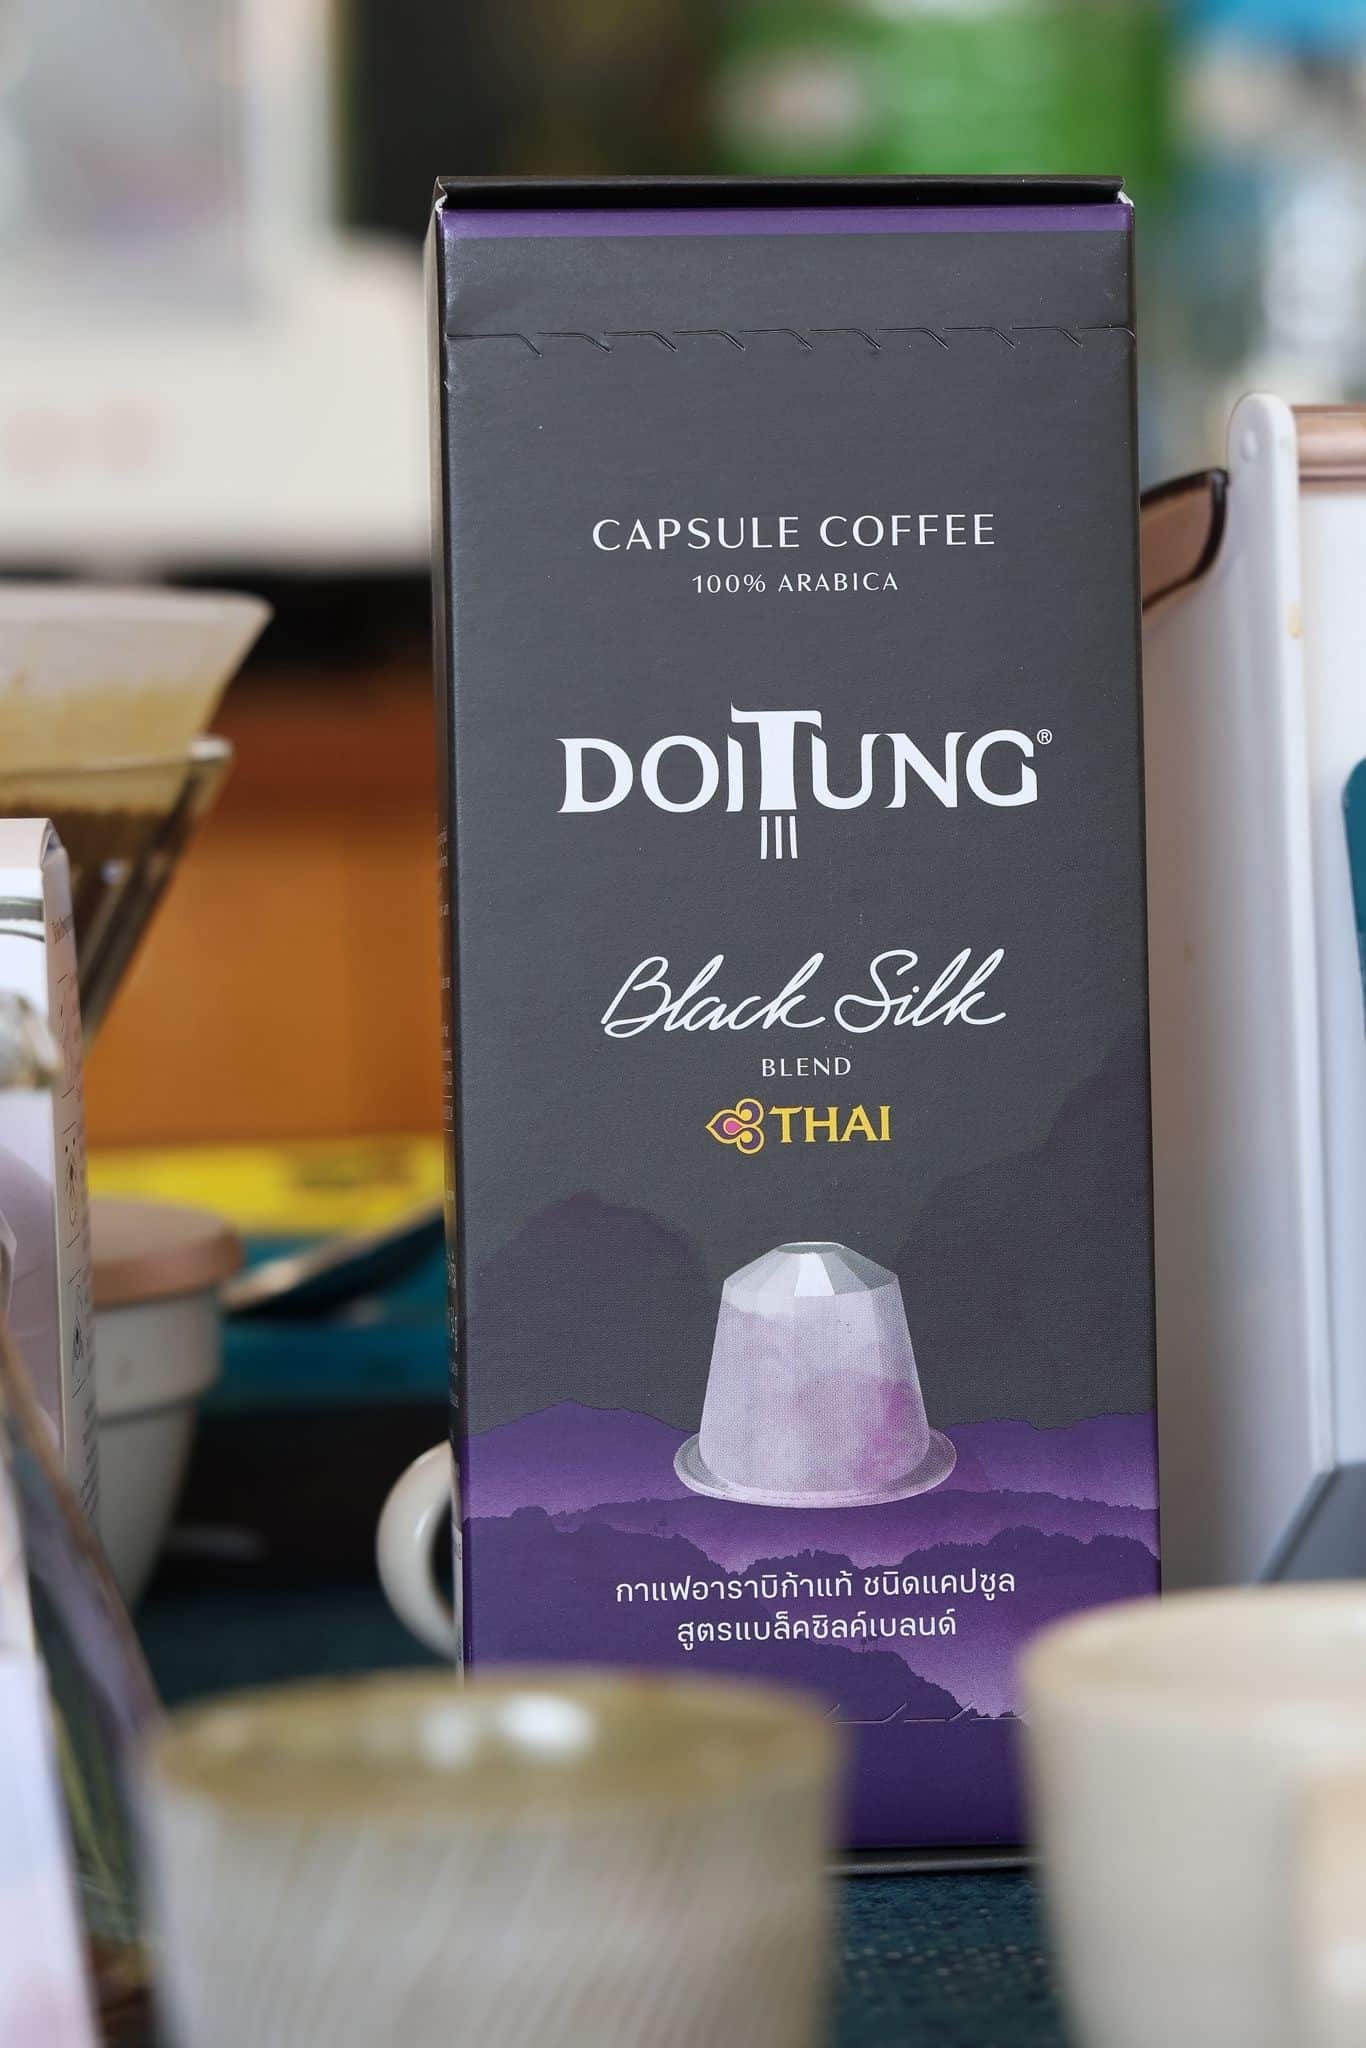 CAPSULE COFFEE
100% ARABICA
DOITUNG®
Black Silk
BLEND
THAI
กาแฟอาราบิก้าแท้ ชนิดแคปซูล
สูตรแบล็คซิลค์เบลนด์